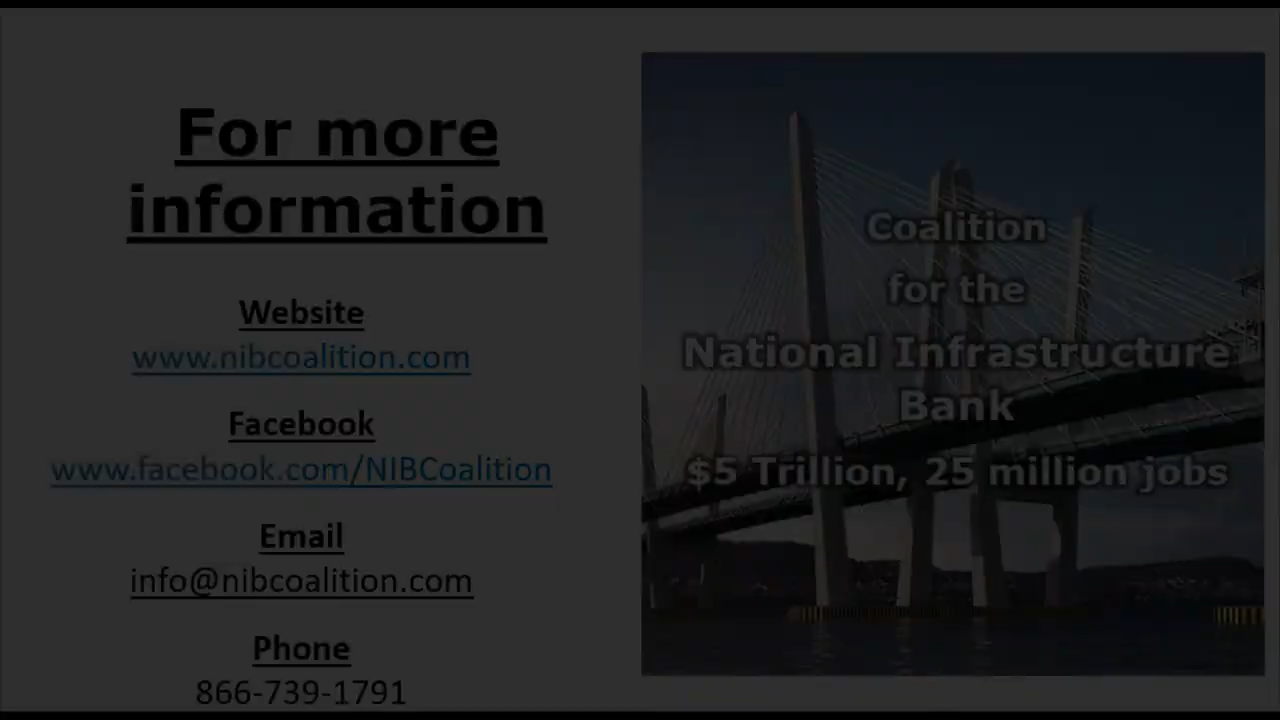 For more
information
Website
www.nibcoalition.com
Facebook
www.facebook.com/NIBCoalition
Email
info@nibcoalition.com
Phone
866-739-1791
Coalition
for the
National Infrastructure
Bank
$5 Trillion, 25 million jobs